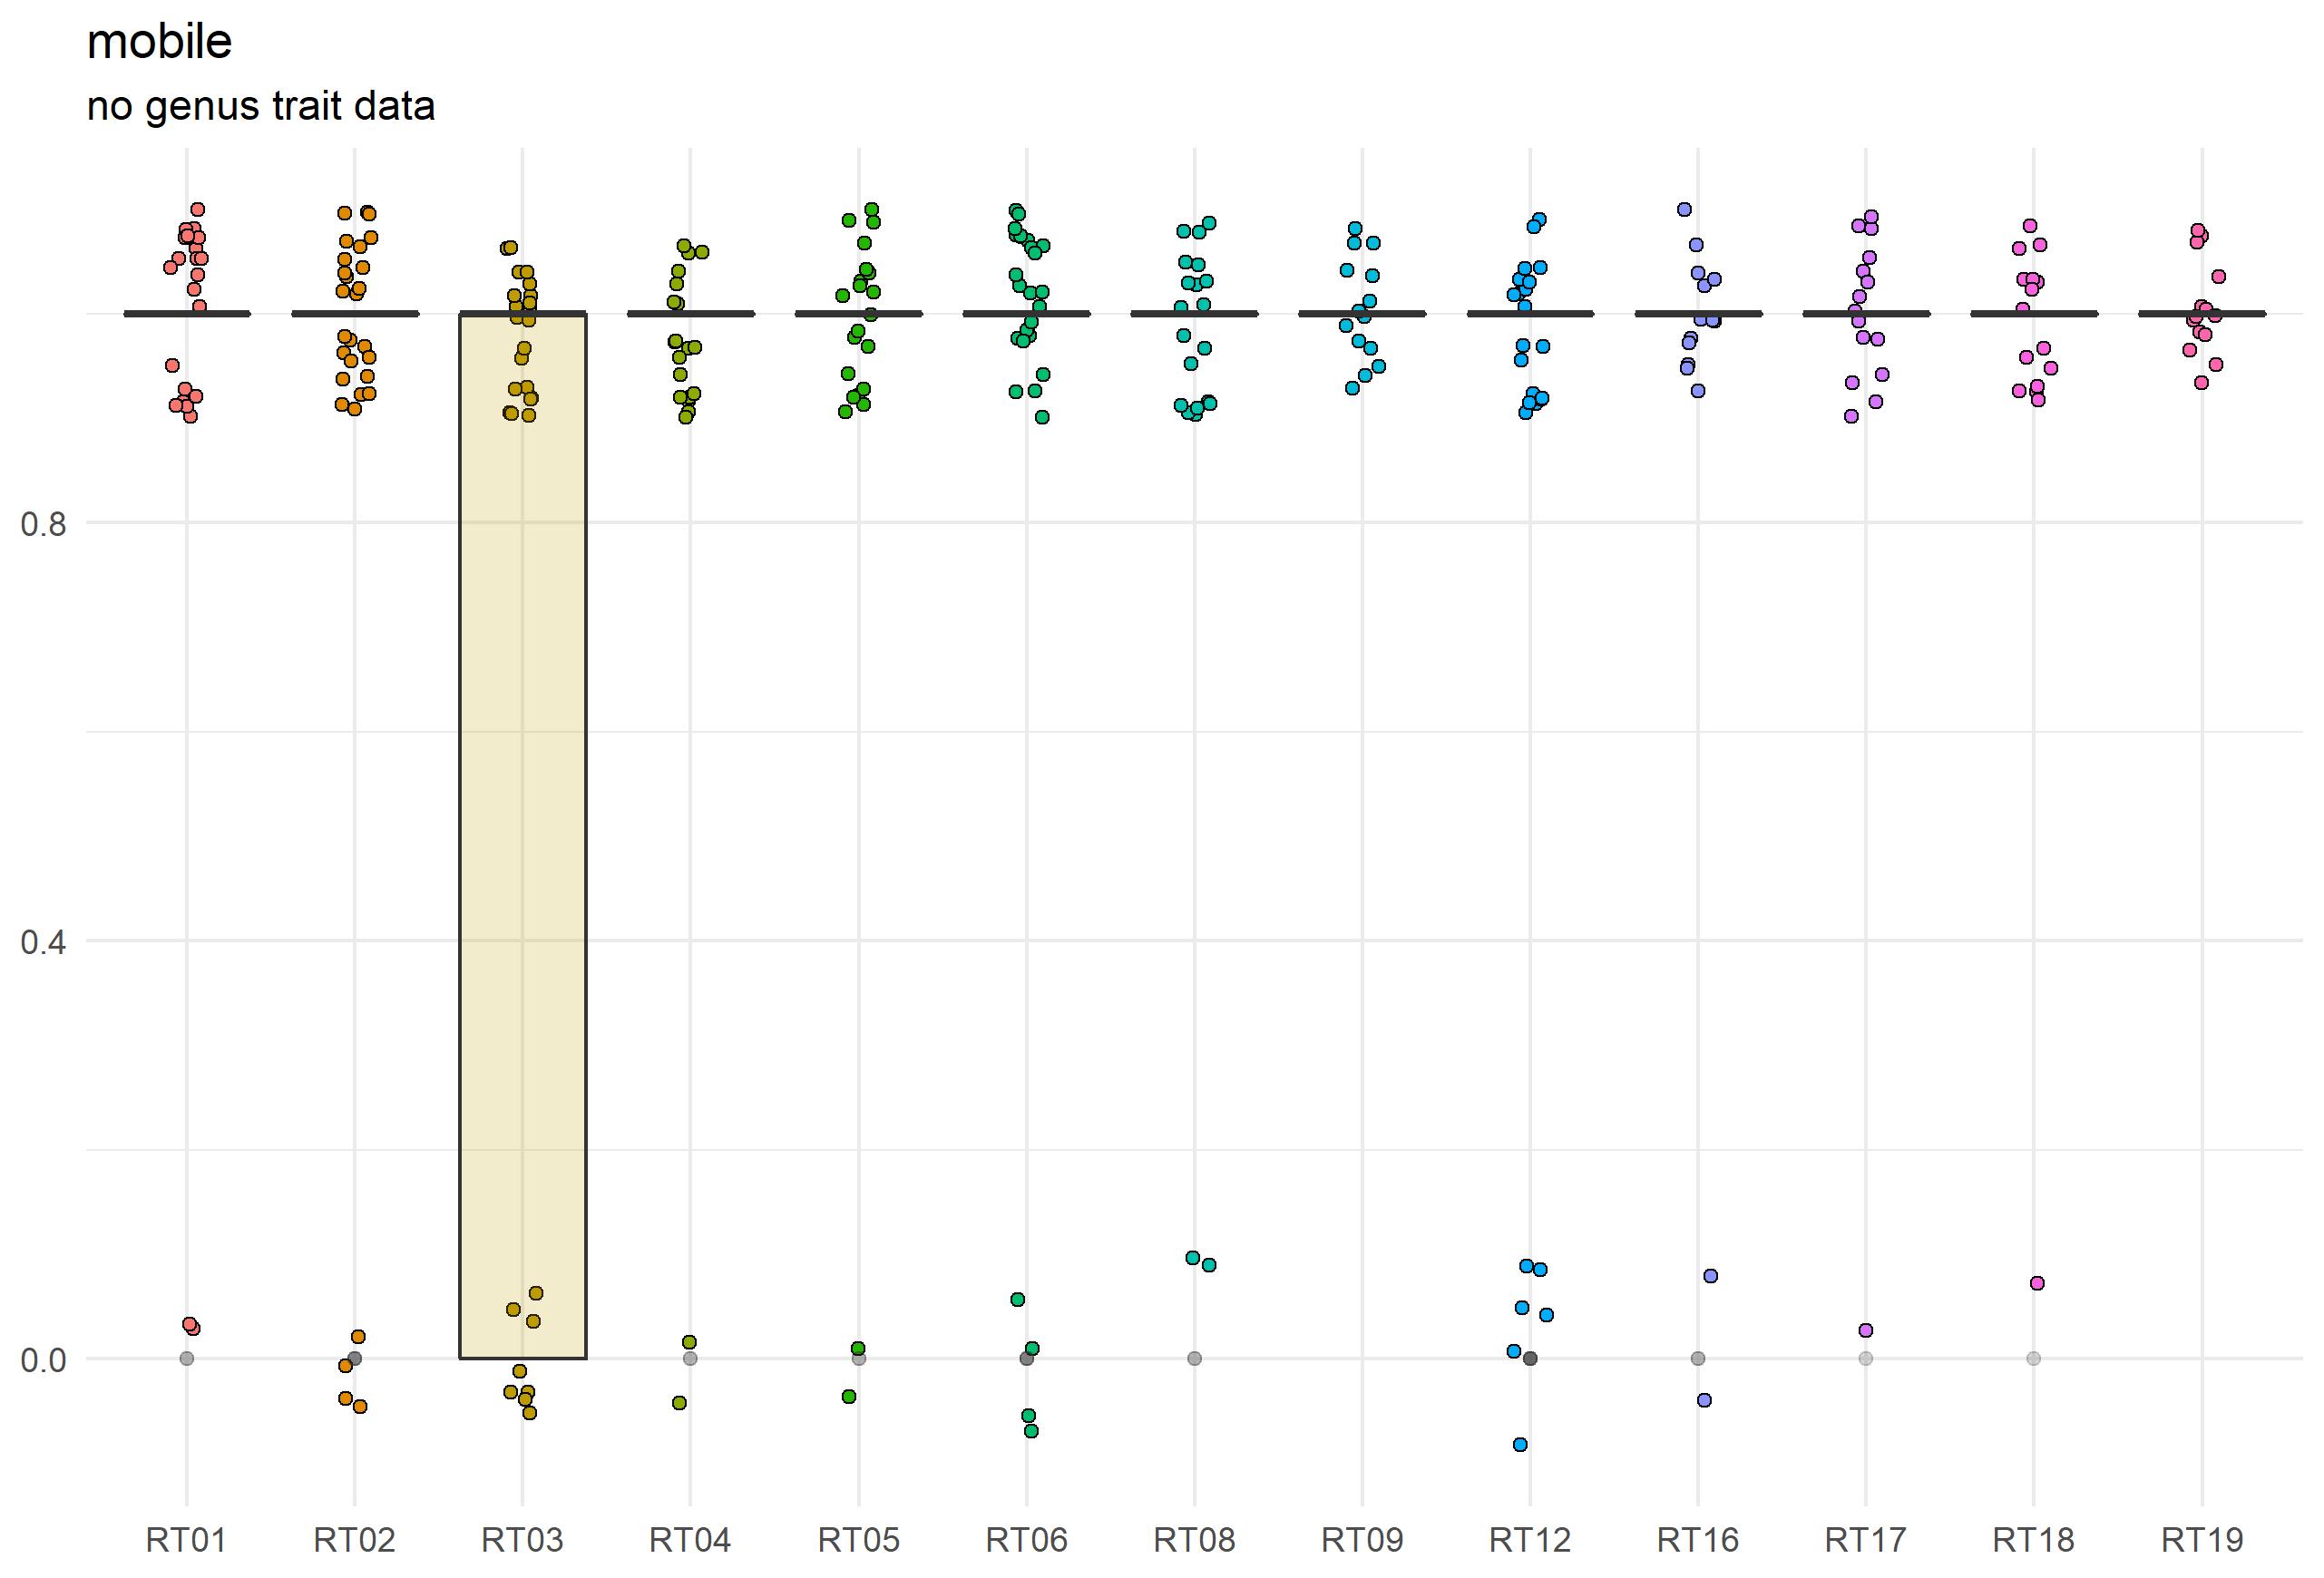 mobile
no genus trait data
0.8
0.4
0.0
RT01 RT02 RT03 RT04 RT05 RT06 RT08 RT09 RT12 RT16 RT17 RT18 RT19